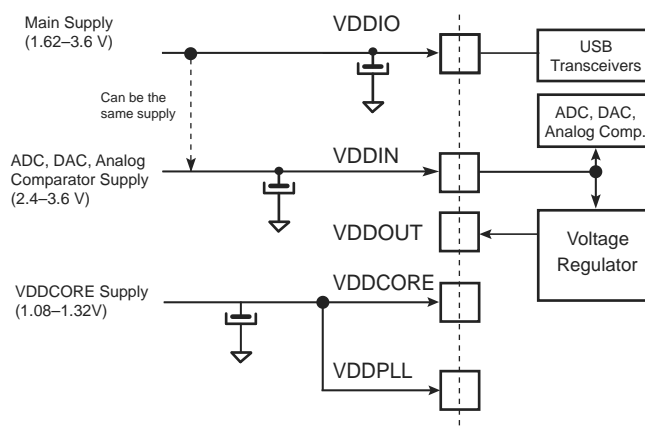 Main Supply
(1.62–3.6 V)
VDDIO
USB
Transceivers
Can be the
same supply
ADC, DAC,
Analog Comp.
ADC, DAC, Analog
Comparator Supply
(2.4–3.6 V)
VDDIN
VDDOUT
Voltage
Regulator
VDDCORE Supply
(1.08–1.32V)
VDDCORE
VDDPLL